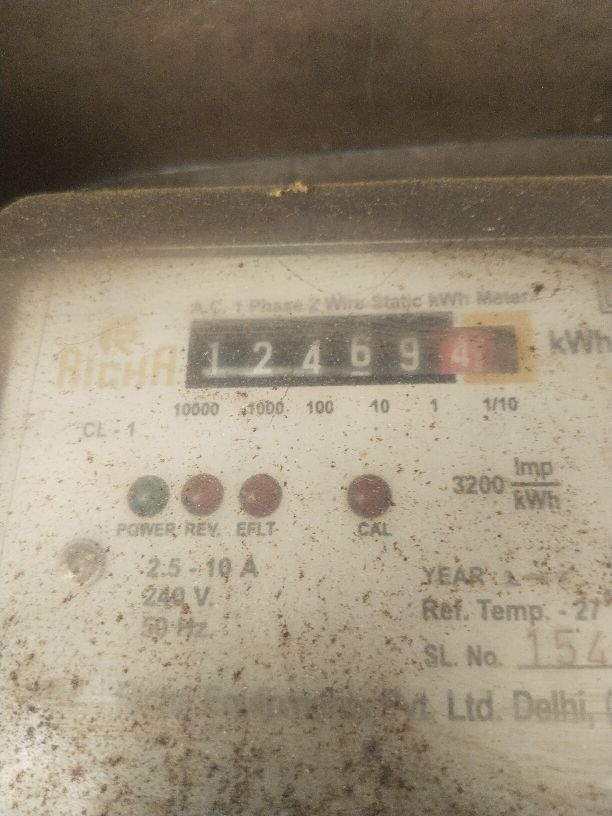 A.C. 1 Phase 2 Wire Static kWh Meter
RICHA
1 2 4 6 9 4 kWh
10000 1000 100 10 1 1/10
CL - 1
3200 Imp/kWh
POWER REV. EFLT CAL
2.5 - 10 A
240 V.
50 Hz.
YEAR
Ref. Temp. - 27°
SL. No. 154
Pvt. Ltd. Delhi,